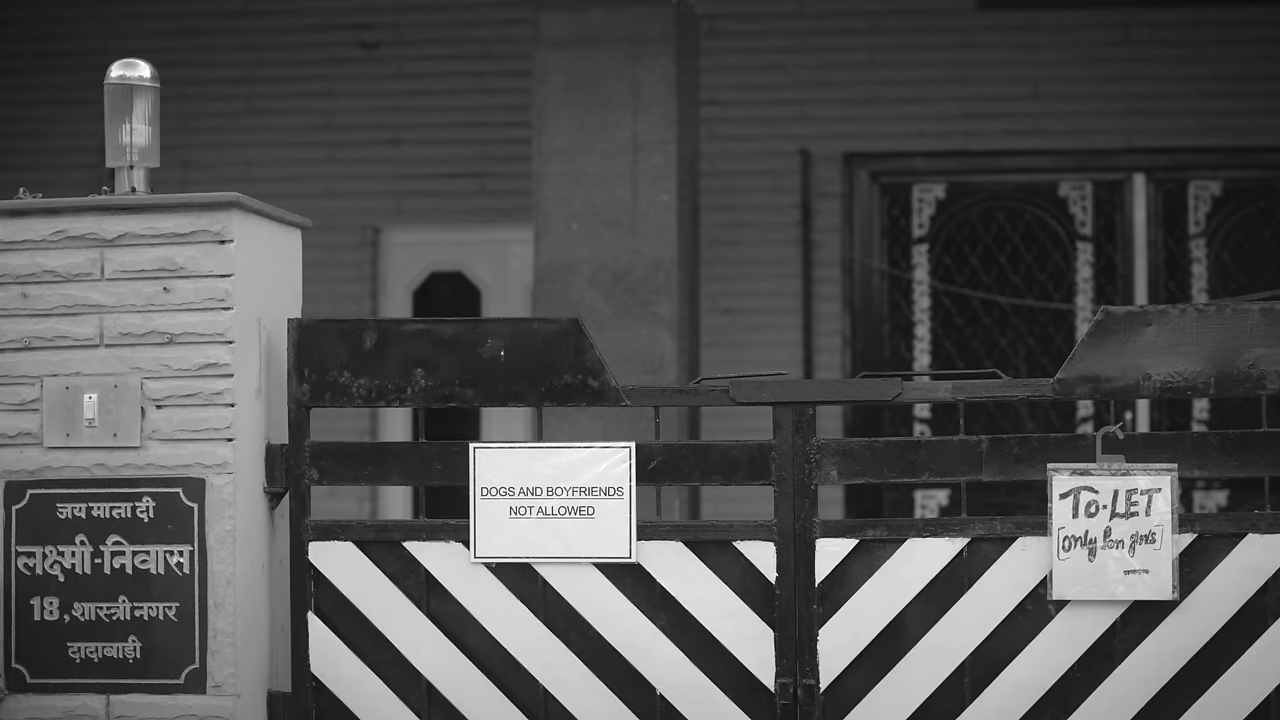 जय माता दी
लक्ष्मी-निवास
18,शास्त्री नगर
दादाबाड़ी
DOGS AND BOYFRIENDS
NOT ALLOWED
TO-LET
[only for girls]